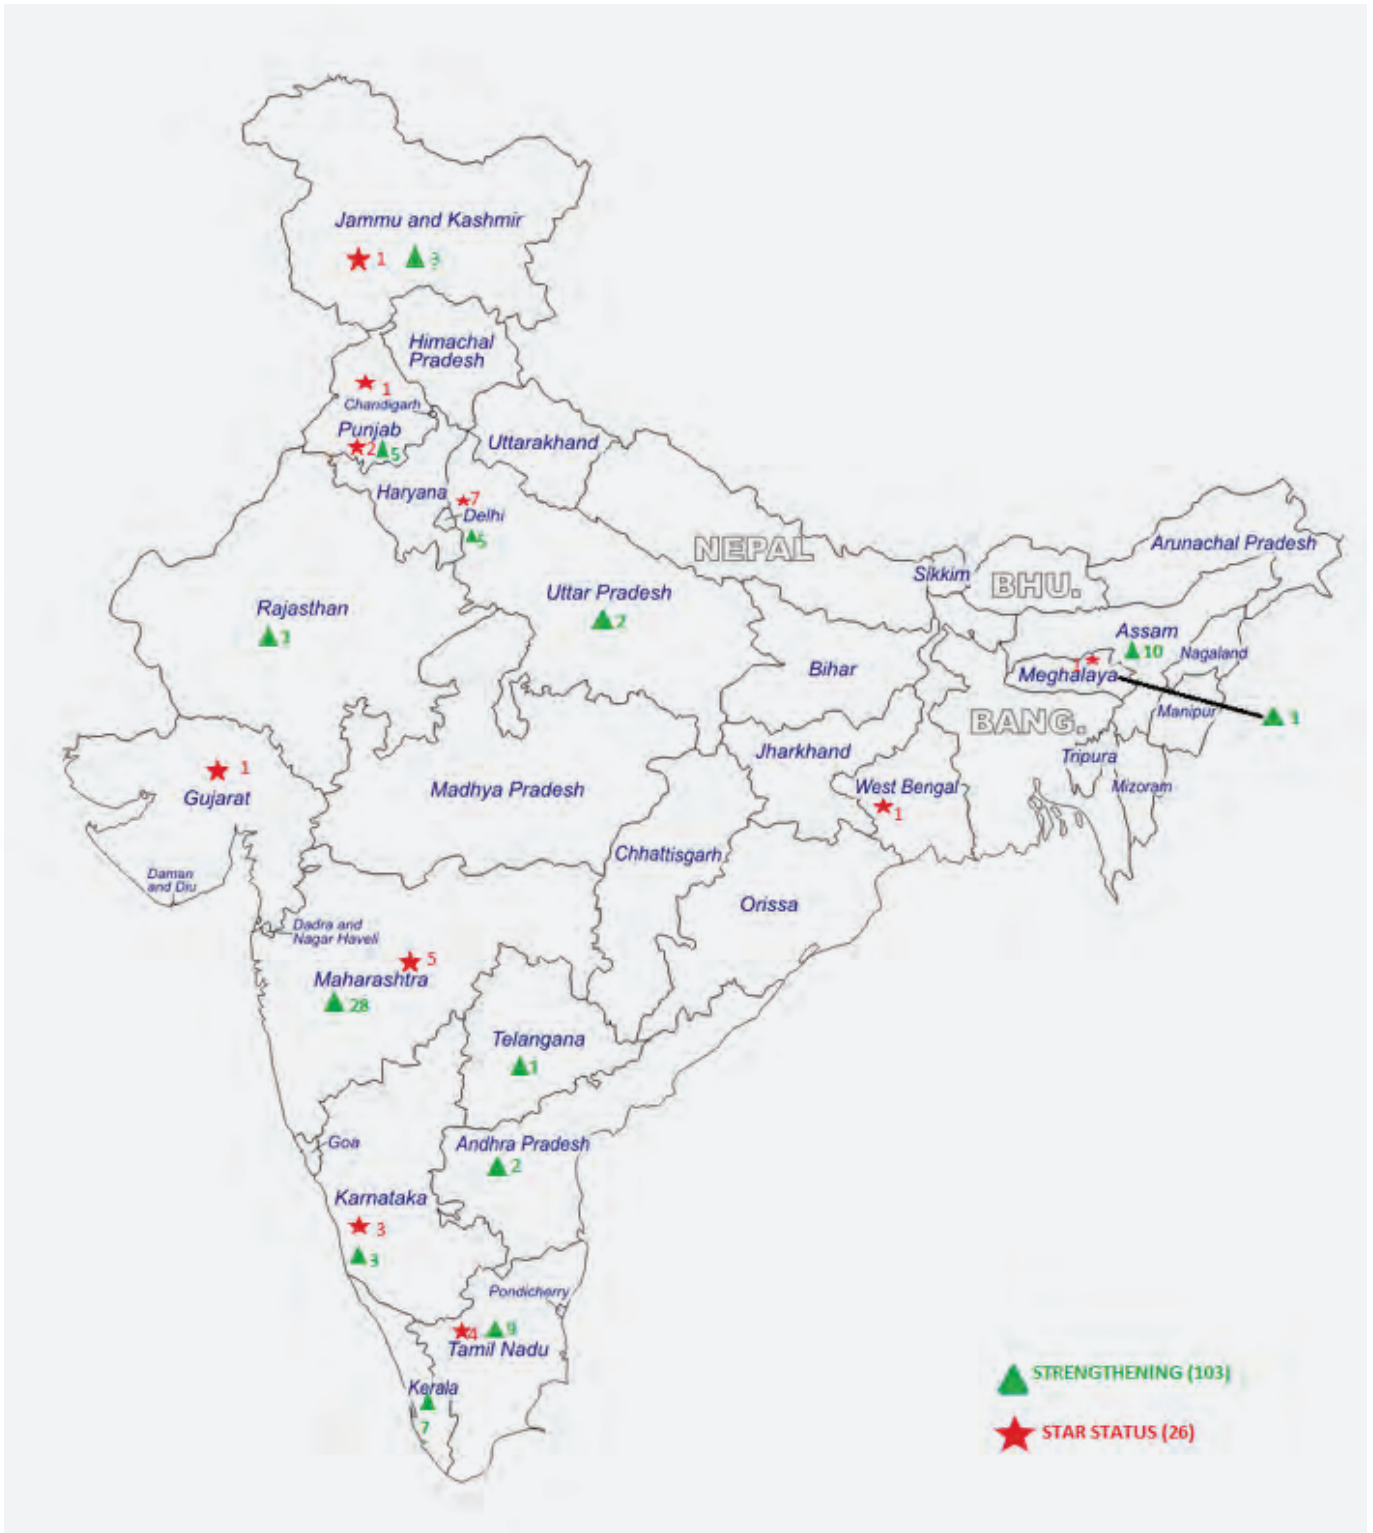 Jammu and Kashmir
1 3
Himachal
Pradesh
1
Chandigarh
Punjab
2 5
Uttarakhand
Haryana
7
Delhi
5
NEPAL
Arunachal Pradesh
Sikkim
BHU.
Uttar Pradesh
2
Rajasthan
Assam
10
Nagaland
1
Meghalaya
Bihar
Manipur
BANG.
Jharkhand
Tripura
1
Gujarat
Madhya Pradesh
West Bengal
1
Mizoram
Chhattisgarh
Daman
and Diu
Orissa
Dadra and
Nagar Haveli
5
Maharashtra
28
Telangana
1
Goa
Andhra Pradesh
2
Karnataka
3
3
Pondicherry
4 9
Tamil Nadu
Kerala
7
STRENGTHENING (103)
STAR STATUS (26)